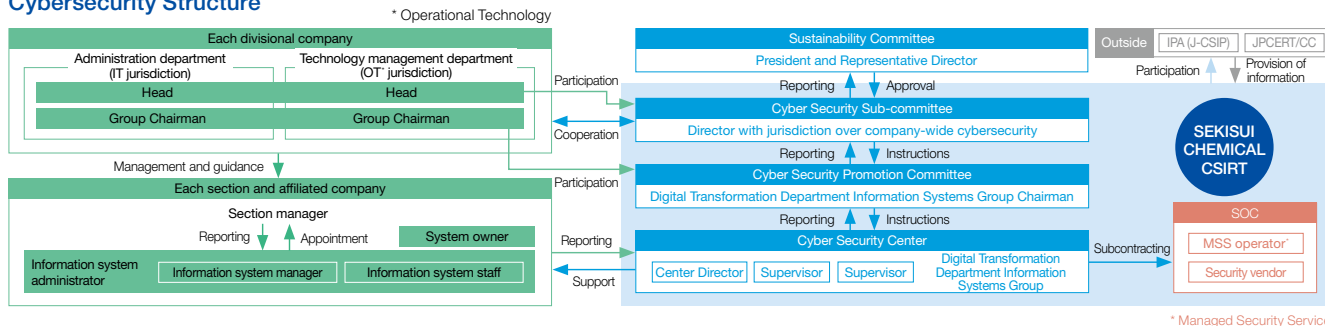 Cybersecurity Structure
* Operational Technology
Each divisional company
Administration department
(IT jurisdiction)
Technology management department
(OT* jurisdiction)
Head
Head
Group Chairman
Group Chairman
Participation
Cooperation
Participation
Management and guidance
Each section and affiliated company
Section manager
Reporting
Appointment
System owner
Information system
administrator
Information system manager
Information system staff
Reporting
Support
Sustainability Committee
President and Representative Director
Reporting
Approval
Cyber Security Sub-committee
Director with jurisdiction over company-wide cybersecurity
Reporting
Instructions
Cyber Security Promotion Committee
Digital Transformation Department Information Systems Group Chairman
Reporting
Instructions
Cyber Security Center
Center Director
Supervisor
Supervisor
Digital Transformation
Department Information
Systems Group
Subcontracting
Outside
IPA (J-CSIP)
JPCERT/CC
Participation
Provision of
information
SEKISUI
CHEMICAL
CSIRT
SOC
MSS operator*
Security vendor
* Managed Security Service